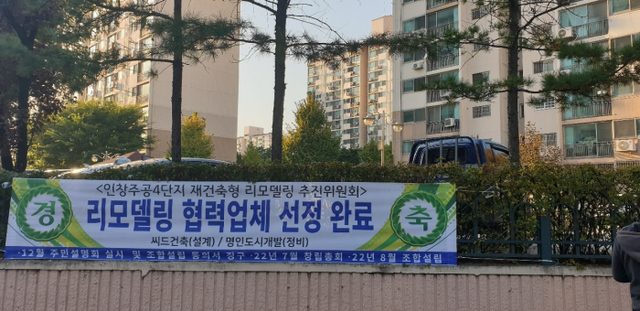 <인창주공4단지 재건축형 리모델링 추진위원회>
경 리모델링 협력업체 선정 완료 축
씨드건축(설계) / 명인도시개발(정비)
·12월 주민설명회 실시 및 조합설립 동의서 징구 ·22년 7월 창립총회 ·22년 8월 조합설립